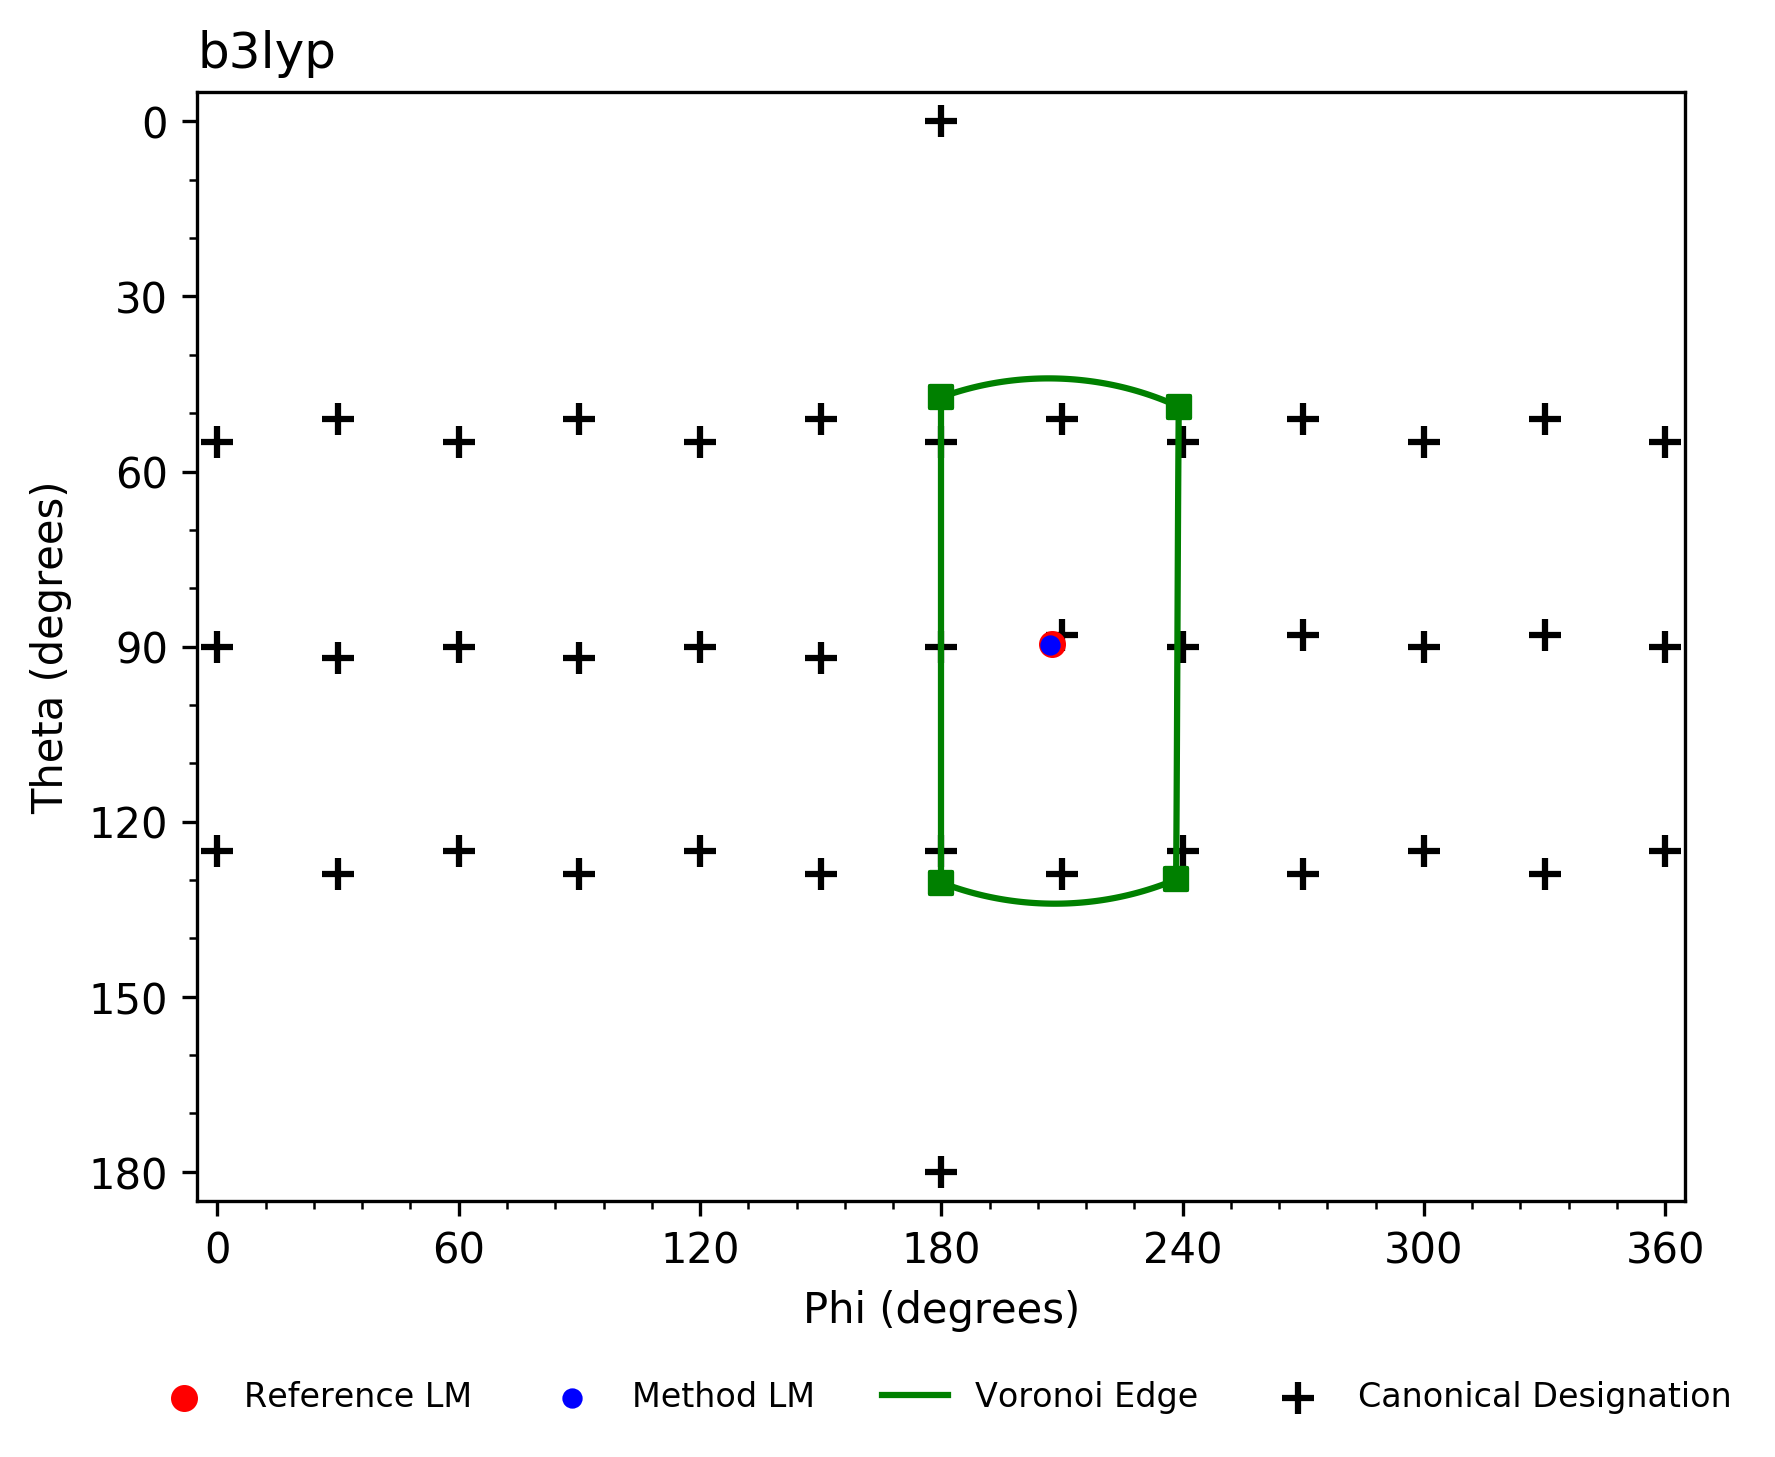 b3lyp
0
30
60
90
120
150
180
Theta (degrees)
0 60 120 180 240 300 360
Phi (degrees)
Reference LM Method LM Voronoi Edge Canonical Designation